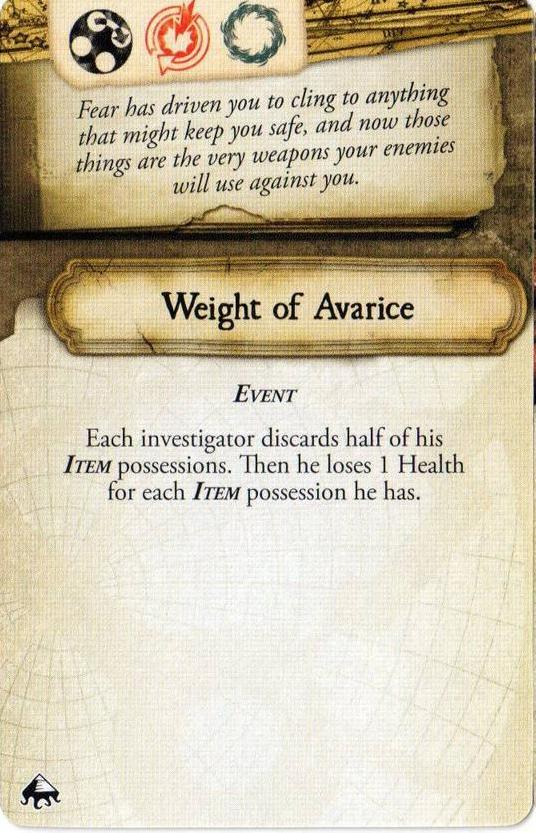 Fear has driven you to cling to anything
that might keep you safe, and now those
things are the very weapons your enemies
will use against you.
Weight of Avarice
EVENT
Each investigator discards half of his
ITEM possessions. Then he loses 1 Health
for each ITEM possession he has.